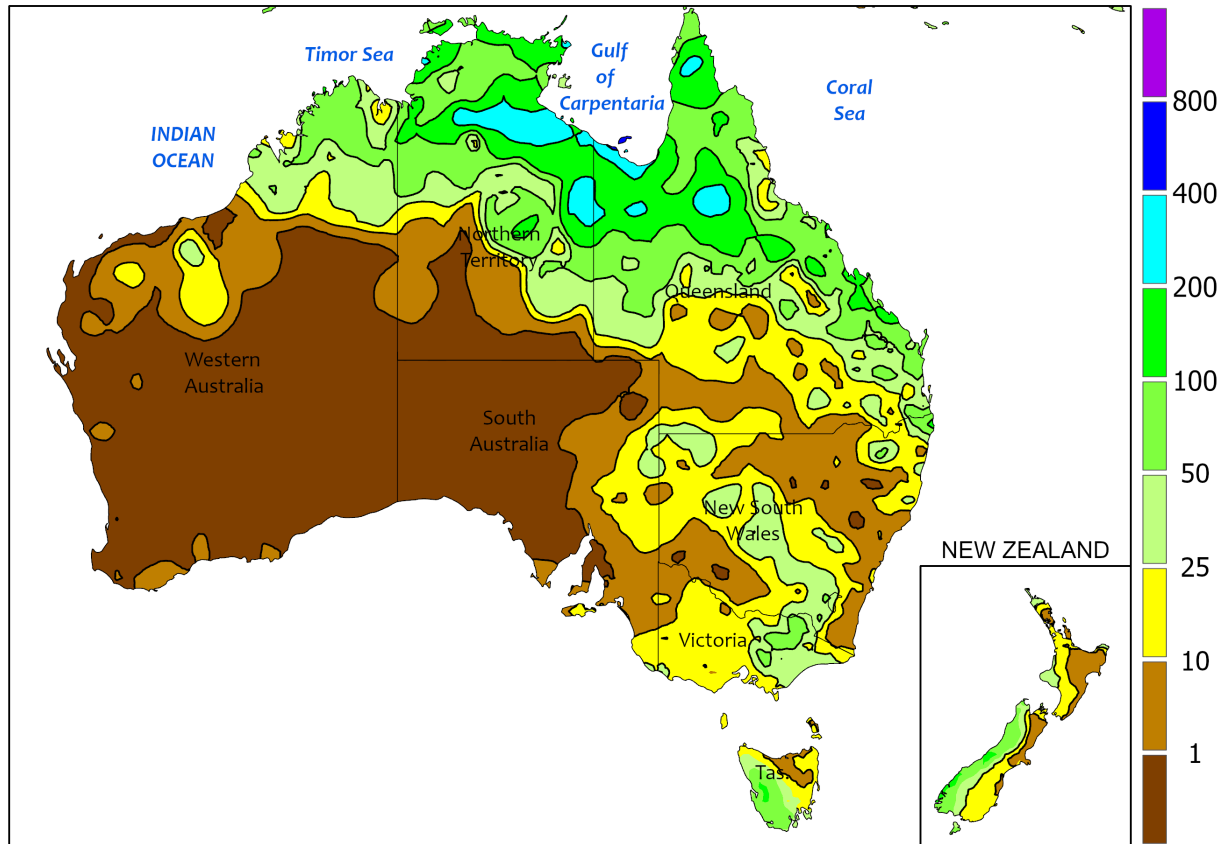 Timor Sea
Gulf
of
Carpentaria
Coral
Sea
INDIAN
OCEAN
Northern
Territory
Queensland
Western
Australia
South
Australia
New South
Wales
Victoria
Tas.
NEW ZEALAND
800
400
200
100
50
25
10
1